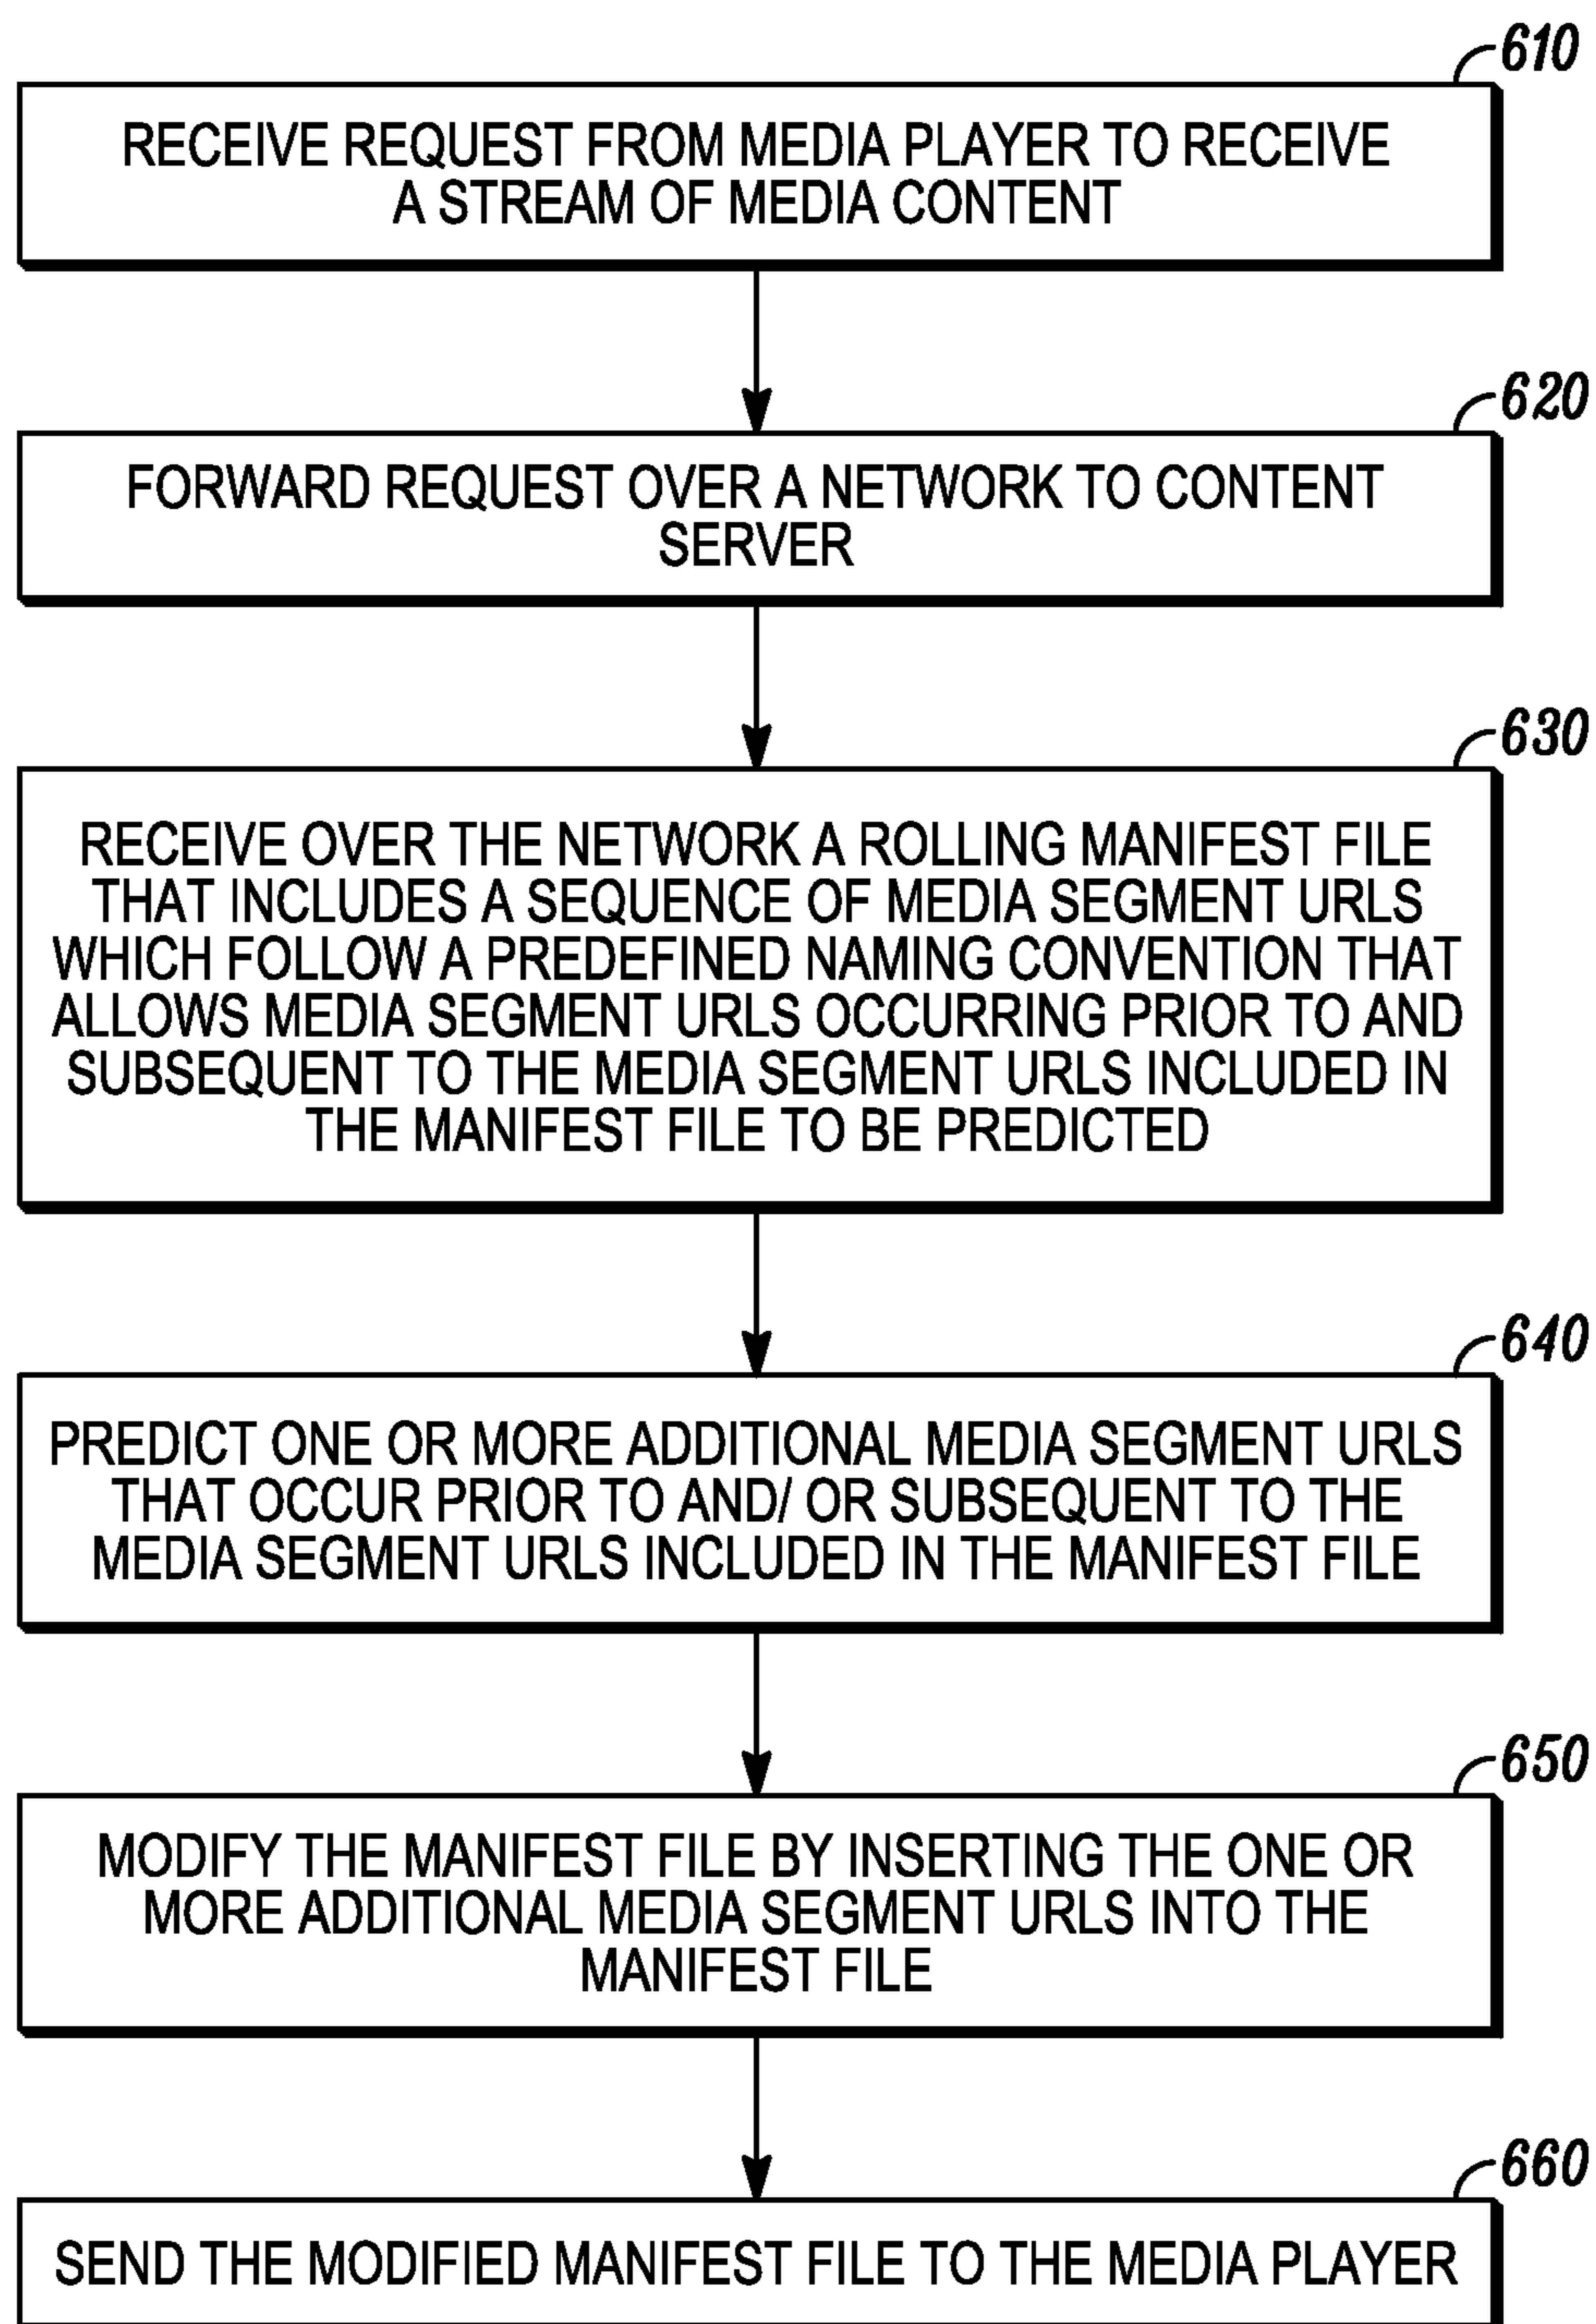 610
RECEIVE REQUEST FROM MEDIA PLAYER TO RECEIVE
A STREAM OF MEDIA CONTENT
620
FORWARD REQUEST OVER A NETWORK TO CONTENT
SERVER
630
RECEIVE OVER THE NETWORK A ROLLING MANIFEST FILE
THAT INCLUDES A SEQUENCE OF MEDIA SEGMENT URLS
WHICH FOLLOW A PREDEFINED NAMING CONVENTION THAT
ALLOWS MEDIA SEGMENT URLS OCCURRING PRIOR TO AND
SUBSEQUENT TO THE MEDIA SEGMENT URLS INCLUDED IN
THE MANIFEST FILE TO BE PREDICTED
640
PREDICT ONE OR MORE ADDITIONAL MEDIA SEGMENT URLS
THAT OCCUR PRIOR TO AND/ OR SUBSEQUENT TO THE
MEDIA SEGMENT URLS INCLUDED IN THE MANIFEST FILE
650
MODIFY THE MANIFEST FILE BY INSERTING THE ONE OR
MORE ADDITIONAL MEDIA SEGMENT URLS INTO THE
MANIFEST FILE
660
SEND THE MODIFIED MANIFEST FILE TO THE MEDIA PLAYER